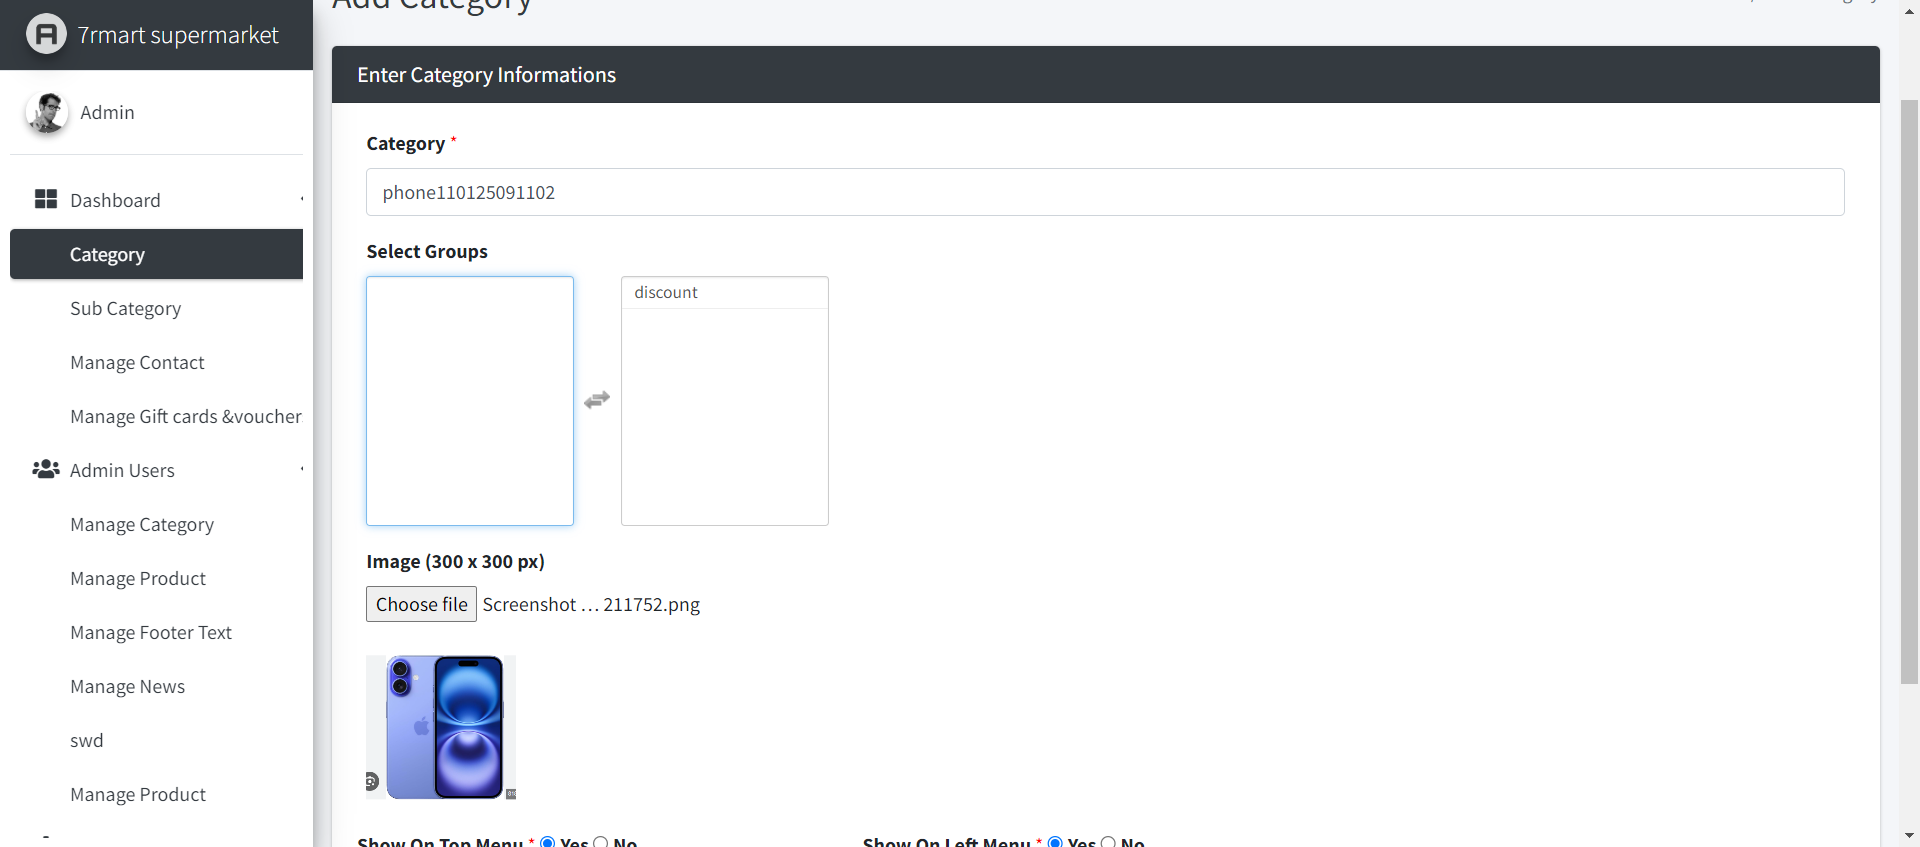 7rmart supermarket
Admin
Dashboard
Category
Sub Category
Manage Contact
Manage Gift cards &voucher
Admin Users
Manage Category
Manage Product
Manage Footer Text
Manage News
swd
Manage Product
Add Category
Enter Category Informations
Category *
phone110125091102
Select Groups
discount
Image (300 x 300 px)
Choose file Screenshot ... 211752.png
Show On Top Menu * Yes No
Show On Left Menu * Yes No